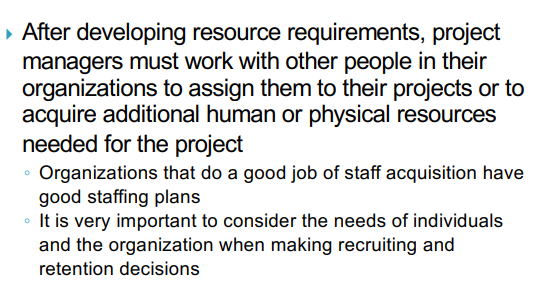 After developing resource requirements, project
managers must work with other people in their
organizations to assign them to their projects or to
acquire additional human or physical resources
needed for the project
Organizations that do a good job of staff acquisition have
good staffing plans
It is very important to consider the needs of individuals
and the organization when making recruiting and
retention decisions